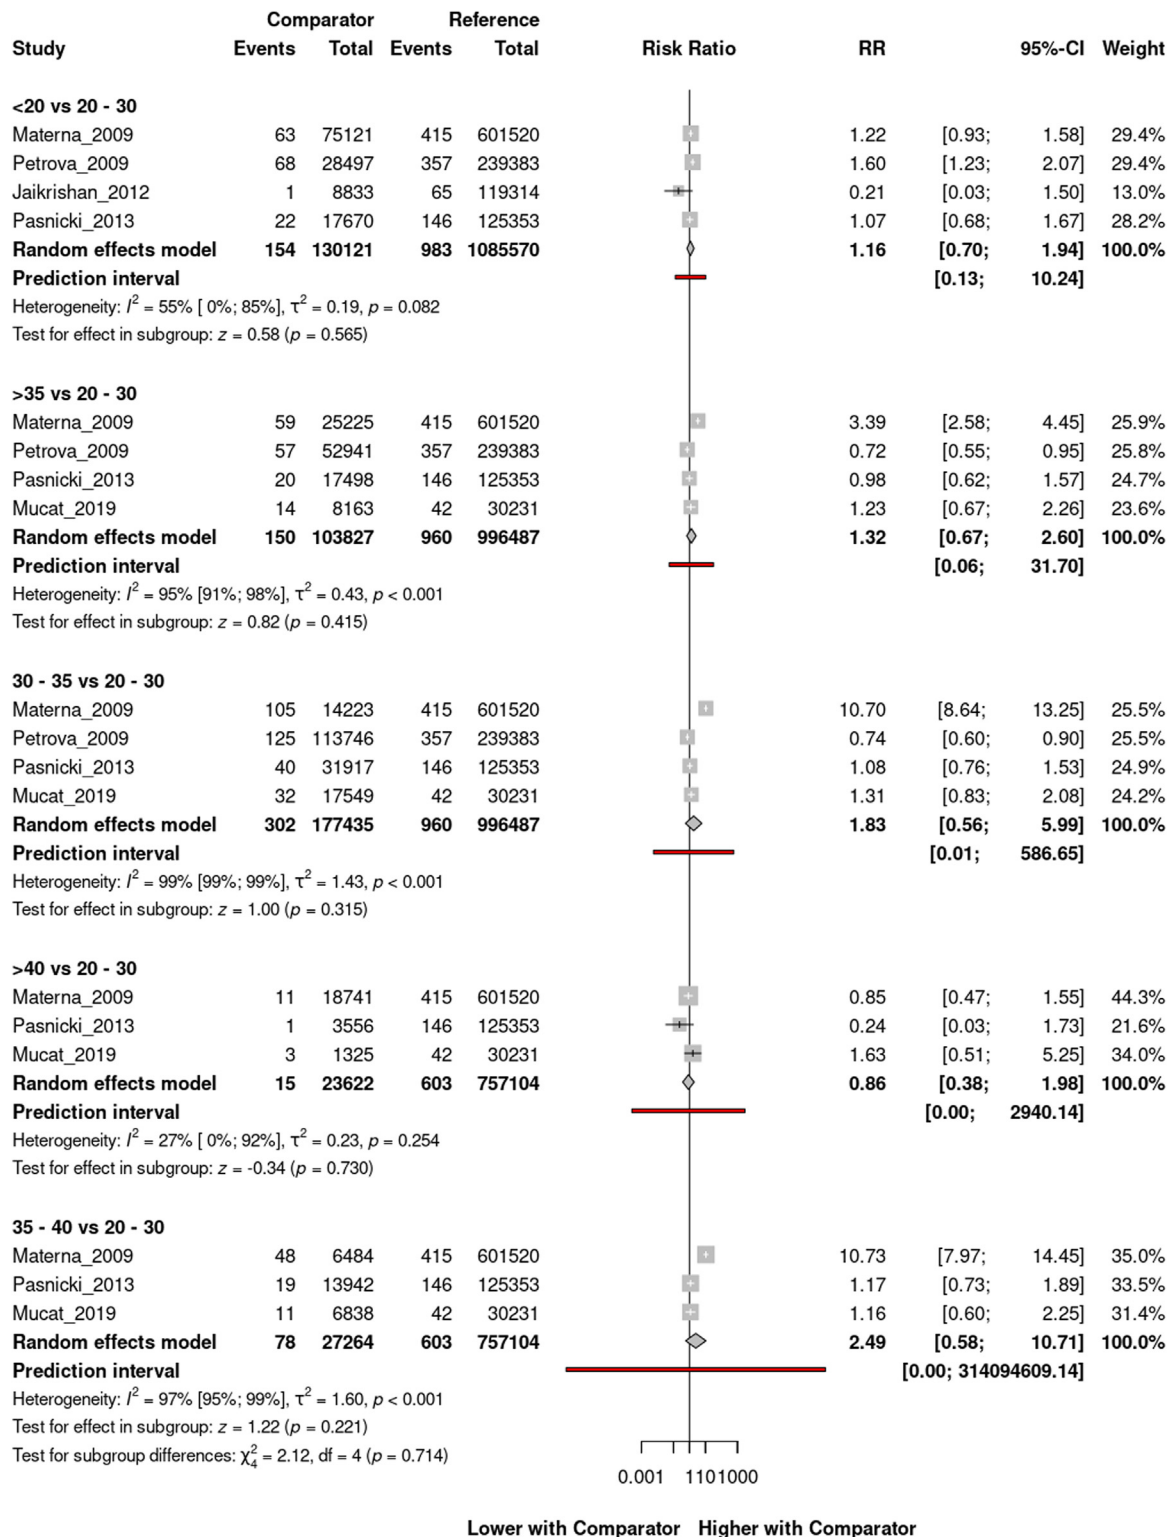 Comparator Reference
Study Events Total Events Total Risk Ratio RR 95%-CI Weight
<20 vs 20 - 30
Materna_2009 63 75121 415 601520 1.22 [0.93; 1.58] 29.4%
Petrova_2009 68 28497 357 239383 1.60 [1.23; 2.07] 29.4%
Jaikrishan_2012 1 8833 65 119314 0.21 [0.03; 1.50] 13.0%
Pasnicki_2013 22 17670 146 125353 1.07 [0.68; 1.67] 28.2%
Random effects model 154 130121 983 1085570 1.16 [0.70; 1.94] 100.0%
Prediction interval [0.13; 10.24]
Heterogeneity: I² = 55% [ 0%; 85%], τ² = 0.19, p = 0.082
Test for effect in subgroup: z = 0.58 (p = 0.565)
>35 vs 20 - 30
Materna_2009 59 25225 415 601520 3.39 [2.58; 4.45] 25.9%
Petrova_2009 57 52941 357 239383 0.72 [0.55; 0.95] 25.8%
Pasnicki_2013 20 17498 146 125353 0.98 [0.62; 1.57] 24.7%
Mucat_2019 14 8163 42 30231 1.23 [0.67; 2.26] 23.6%
Random effects model 150 103827 960 996487 1.32 [0.67; 2.60] 100.0%
Prediction interval [0.06; 31.70]
Heterogeneity: I² = 95% [91%; 98%], τ² = 0.43, p < 0.001
Test for effect in subgroup: z = 0.82 (p = 0.415)
30 - 35 vs 20 - 30
Materna_2009 105 14223 415 601520 10.70 [8.64; 13.25] 25.5%
Petrova_2009 125 113746 357 239383 0.74 [0.60; 0.90] 25.5%
Pasnicki_2013 40 31917 146 125353 1.08 [0.76; 1.53] 24.9%
Mucat_2019 32 17549 42 30231 1.31 [0.83; 2.08] 24.2%
Random effects model 302 177435 960 996487 1.83 [0.56; 5.99] 100.0%
Prediction interval [0.01; 586.65]
Heterogeneity: I² = 99% [99%; 99%], τ² = 1.43, p < 0.001
Test for effect in subgroup: z = 1.00 (p = 0.315)
>40 vs 20 - 30
Materna_2009 11 18741 415 601520 0.85 [0.47; 1.55] 44.3%
Pasnicki_2013 1 3556 146 125353 0.24 [0.03; 1.73] 21.6%
Mucat_2019 3 1325 42 30231 1.63 [0.51; 5.25] 34.0%
Random effects model 15 23622 603 757104 0.86 [0.38; 1.98] 100.0%
Prediction interval [0.00; 2940.14]
Heterogeneity: I² = 27% [ 0%; 92%], τ² = 0.23, p = 0.254
Test for effect in subgroup: z = -0.34 (p = 0.730)
35 - 40 vs 20 - 30
Materna_2009 48 6484 415 601520 10.73 [7.97; 14.45] 35.0%
Pasnicki_2013 19 13942 146 125353 1.17 [0.73; 1.89] 33.5%
Mucat_2019 11 6838 42 30231 1.16 [0.60; 2.25] 31.4%
Random effects model 78 27264 603 757104 2.49 [0.58; 10.71] 100.0%
Prediction interval [0.00; 314094609.14]
Heterogeneity: I² = 97% [95%; 99%], τ² = 1.60, p < 0.001
Test for effect in subgroup: z = 1.22 (p = 0.221)
Test for subgroup differences: χ²₄ = 2.12, df = 4 (p = 0.714)
0.001 1 10 1000
Lower with Comparator Higher with Comparator